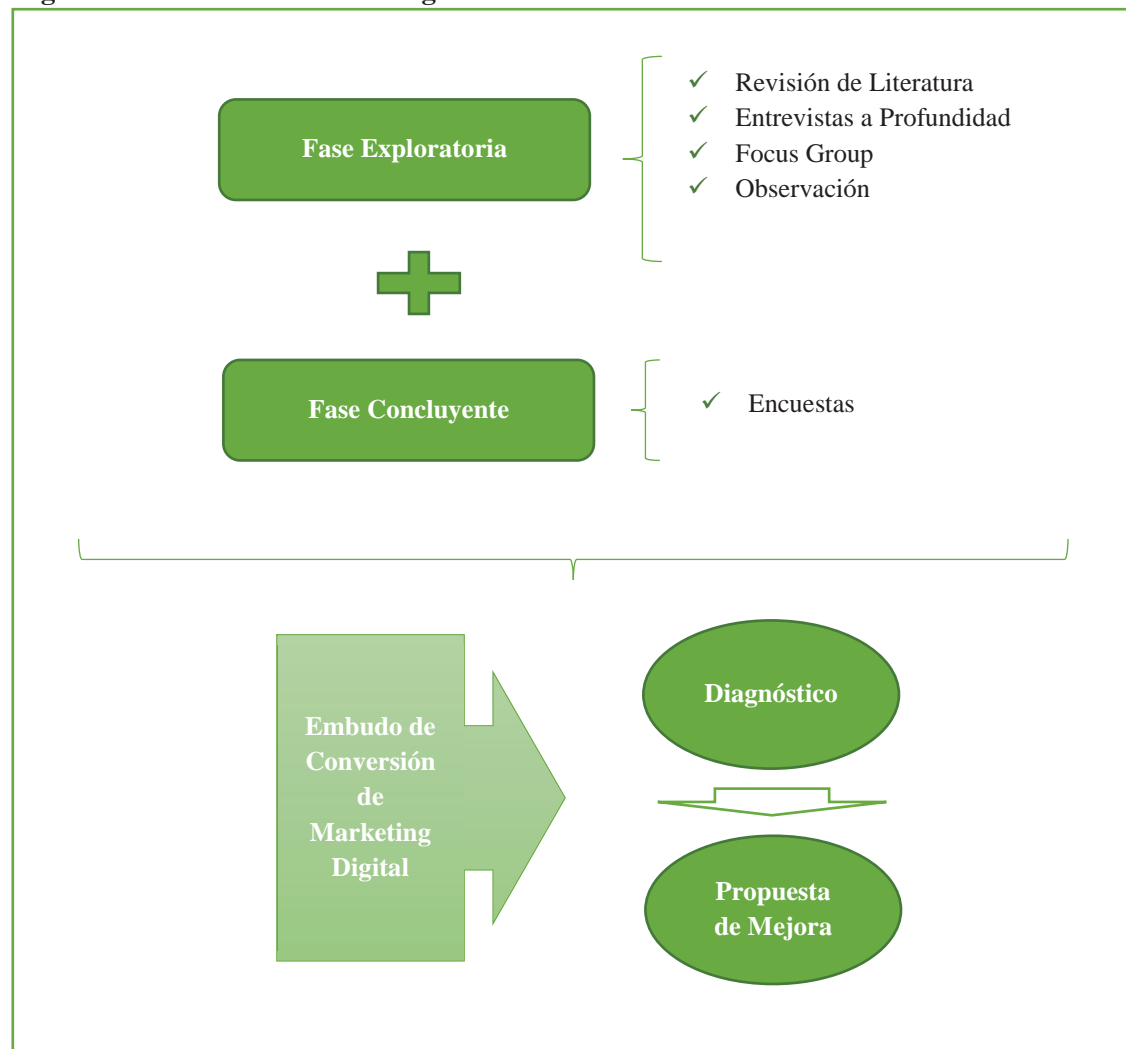 Fase Exploratoria
✓ Revisión de Literatura
✓ Entrevistas a Profundidad
✓ Focus Group
✓ Observación
Fase Concluyente
✓ Encuestas
Embudo de
Conversión
de
Marketing
Digital
Diagnóstico
Propuesta
de Mejora